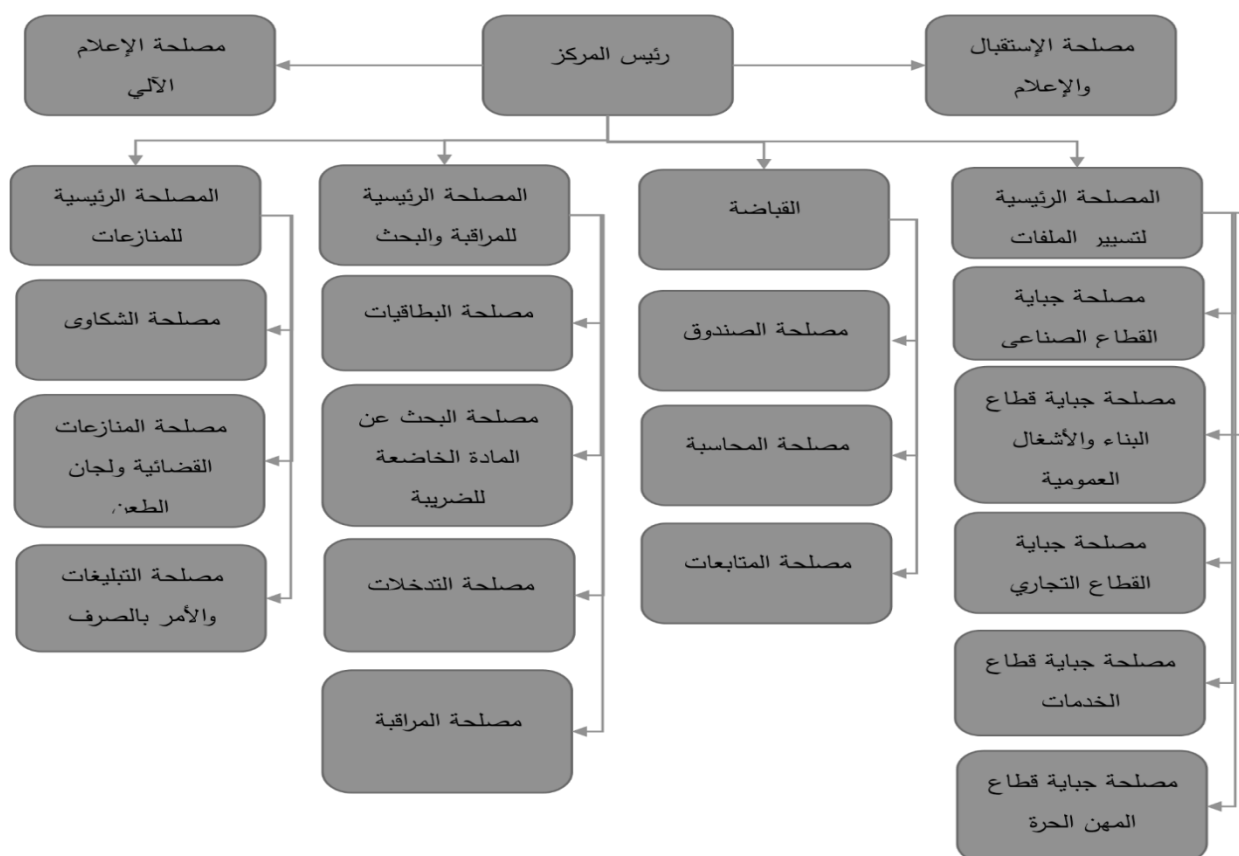 مصلحة الإستقبال
والإعلام
رئيس المركز
مصلحة الإعلام
الآلي
المصلحة الرئيسية
لتسيير الملفات
القباضة
المصلحة الرئيسية
للمراقبة والبحث
المصلحة الرئيسية
للمنازعات
مصلحة جباية
القطاع الصناعي
مصلحة الصندوق
مصلحة البطاقيات
مصلحة الشكاوى
مصلحة جباية قطاع
البناء والأشغال
العمومية
مصلحة المحاسبة
مصلحة البحث عن
المادة الخاضعة
للضريبة
مصلحة المنازعات
القضائية ولجان
الطعن
مصلحة جباية
القطاع التجاري
مصلحة المتابعات
مصلحة التدخلات
مصلحة التبليغات
والأمر بالصرف
مصلحة جباية قطاع
الخدمات
مصلحة المراقبة
مصلحة جباية قطاع
المهن الحرة